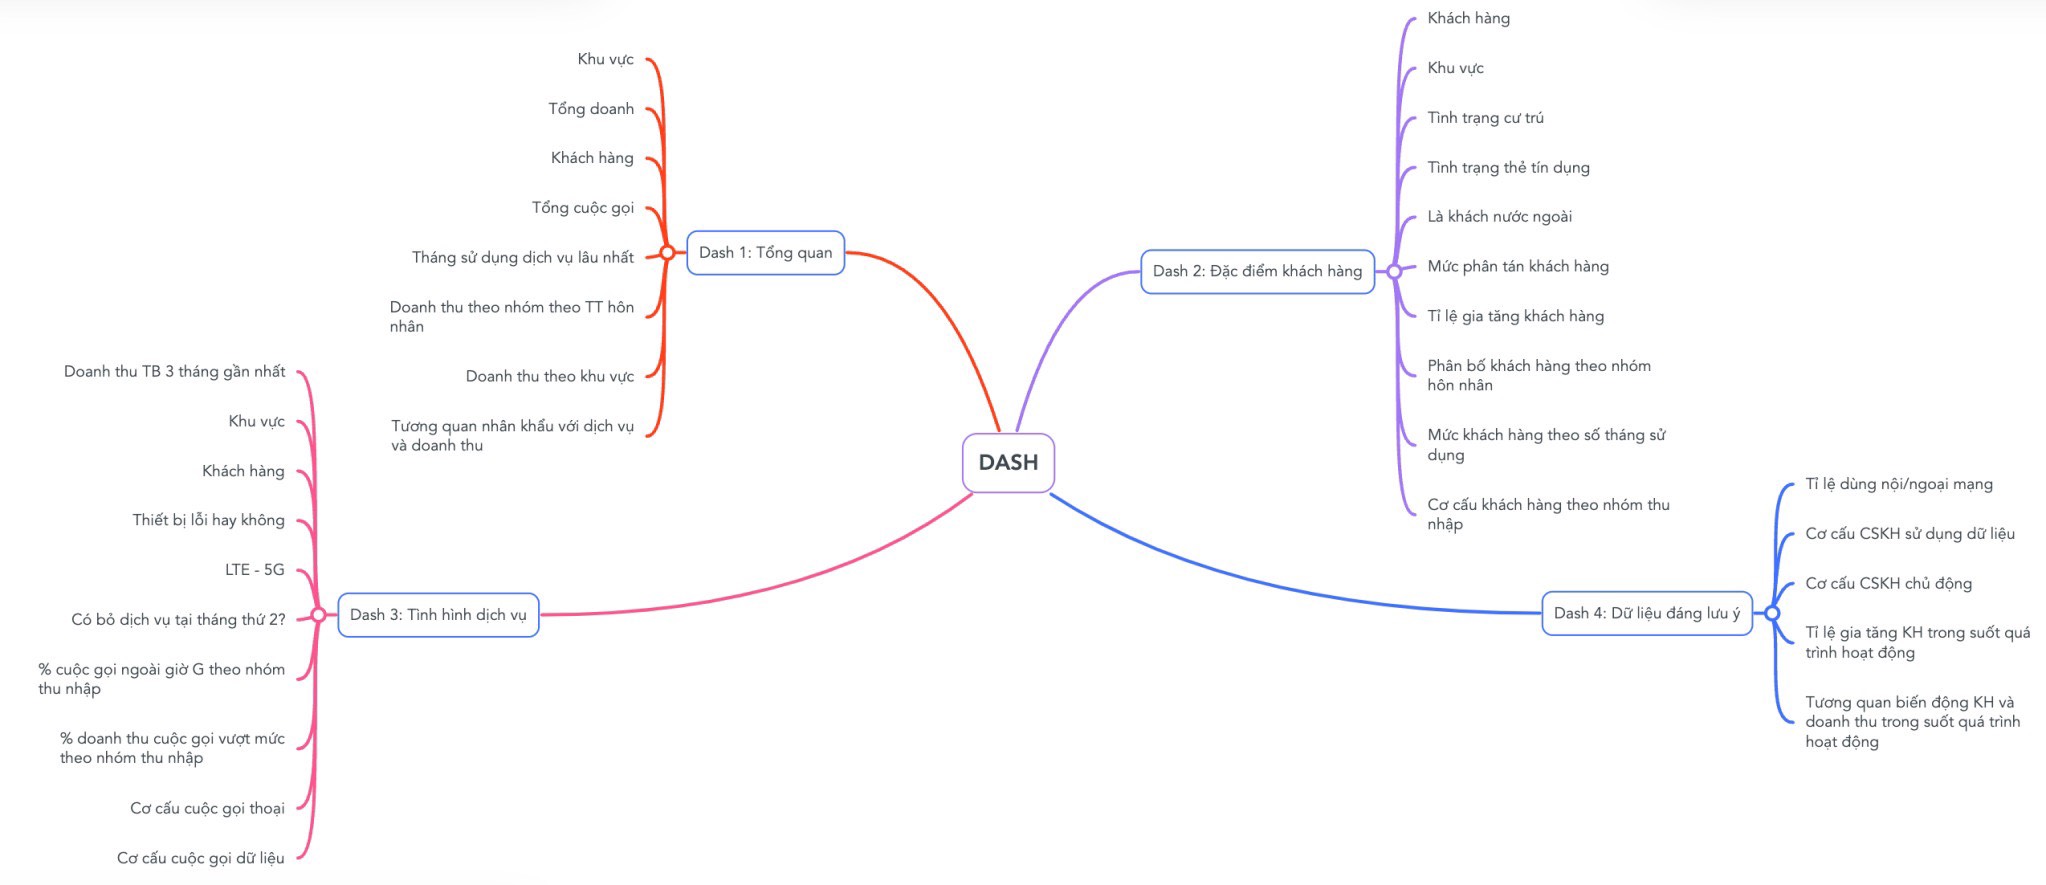 DASH
Dash 1: Tổng quan
Khu vực
Tổng doanh
Khách hàng
Tổng cuộc gọi
Tháng sử dụng dịch vụ lâu nhất
Doanh thu theo nhóm theo TT hôn
nhân
Doanh thu theo khu vực
Tương quan nhân khẩu với dịch vụ
và doanh thu
Dash 2: Đặc điểm khách hàng
Khách hàng
Khu vực
Tình trạng cư trú
Tình trạng thẻ tín dụng
Là khách nước ngoài
Mức phân tán khách hàng
Tỉ lệ gia tăng khách hàng
Phân bố khách hàng theo nhóm
hôn nhân
Mức khách hàng theo số tháng sử
dụng
Cơ cấu khách hàng theo nhóm thu
nhập
Dash 3: Tình hình dịch vụ
Doanh thu TB 3 tháng gần nhất
Khu vực
Khách hàng
Thiết bị lỗi hay không
LTE - 5G
Có bỏ dịch vụ tại tháng thứ 2?
% cuộc gọi ngoài giờ G theo nhóm
thu nhập
% doanh thu cuộc gọi vượt mức
theo nhóm thu nhập
Cơ cấu cuộc gọi thoại
Cơ cấu cuộc gọi dữ liệu
Dash 4: Dữ liệu đáng lưu ý
Tỉ lệ dùng nội/ngoại mạng
Cơ cấu CSKH sử dụng dữ liệu
Cơ cấu CSKH chủ động
Tỉ lệ gia tăng KH trong suốt quá
trình hoạt động
Tương quan biến động KH và
doanh thu trong suốt quá trình
hoạt động